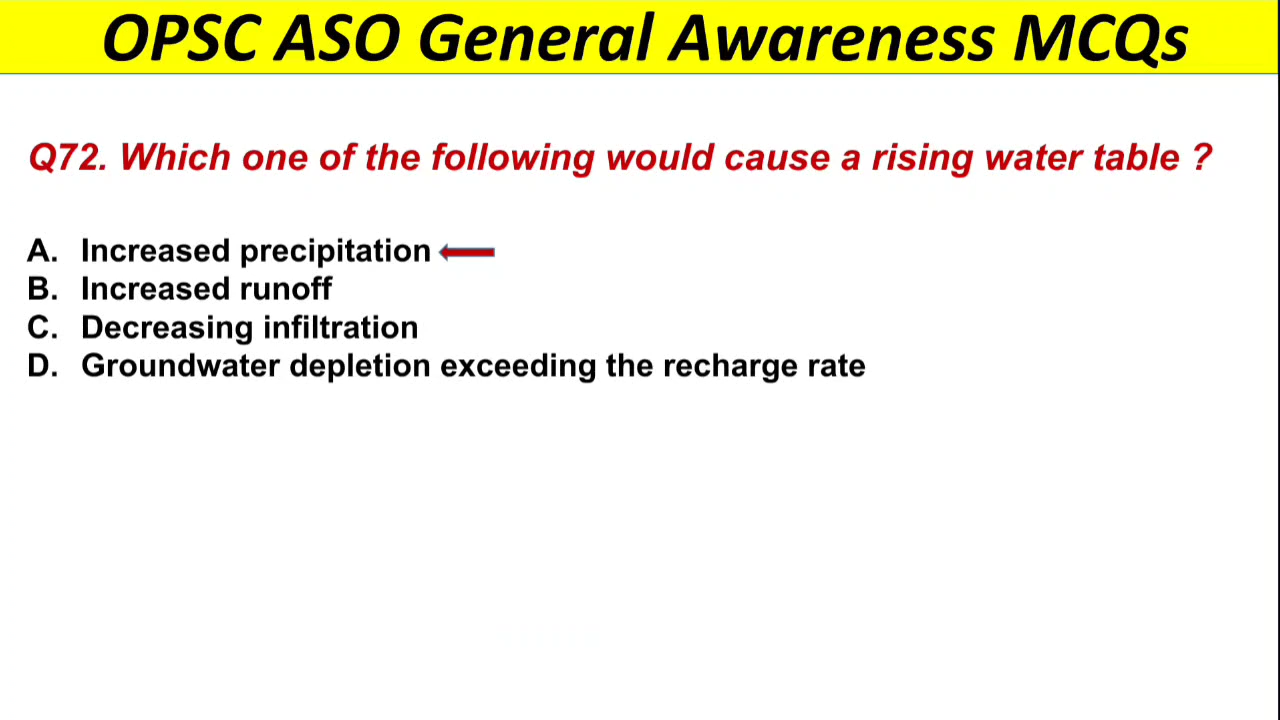 OPSC ASO General Awareness MCQs
Q72. Which one of the following would cause a rising water table ?
A. Increased precipitation
B. Increased runoff
C. Decreasing infiltration
D. Groundwater depletion exceeding the recharge rate